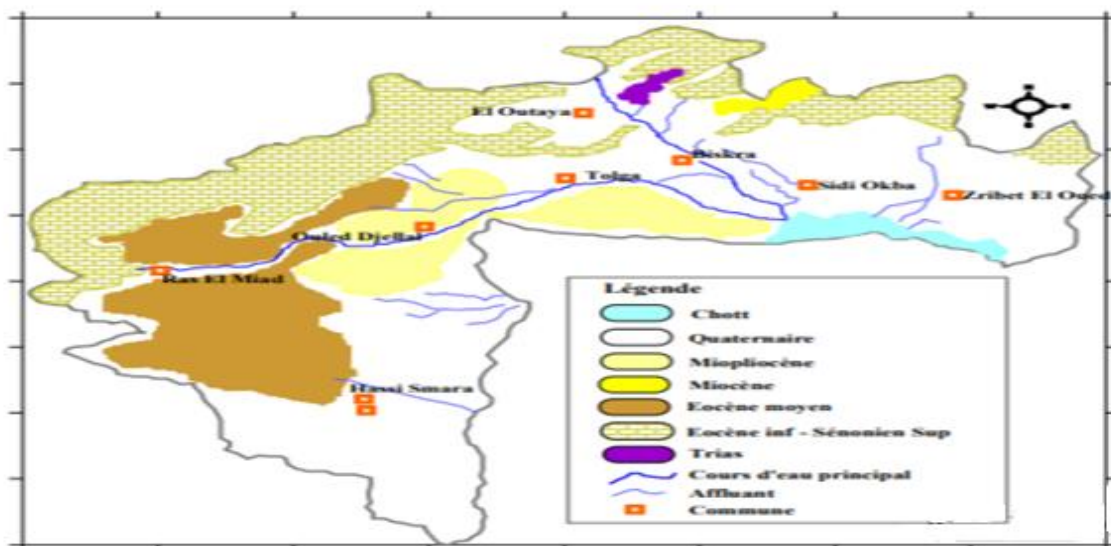 El Outaya
Biskra
Tolga
Sidi Okba
Zribet El Oued
Ouled Djellal
Ras El Miad
Hassi Smara
Légende
Chott
Quaternaire
Miopliocène
Miocène
Eocène moyen
Eocène inf - Sénonien Sup
Trias
Cours d'eau principal
Affluant
Commune